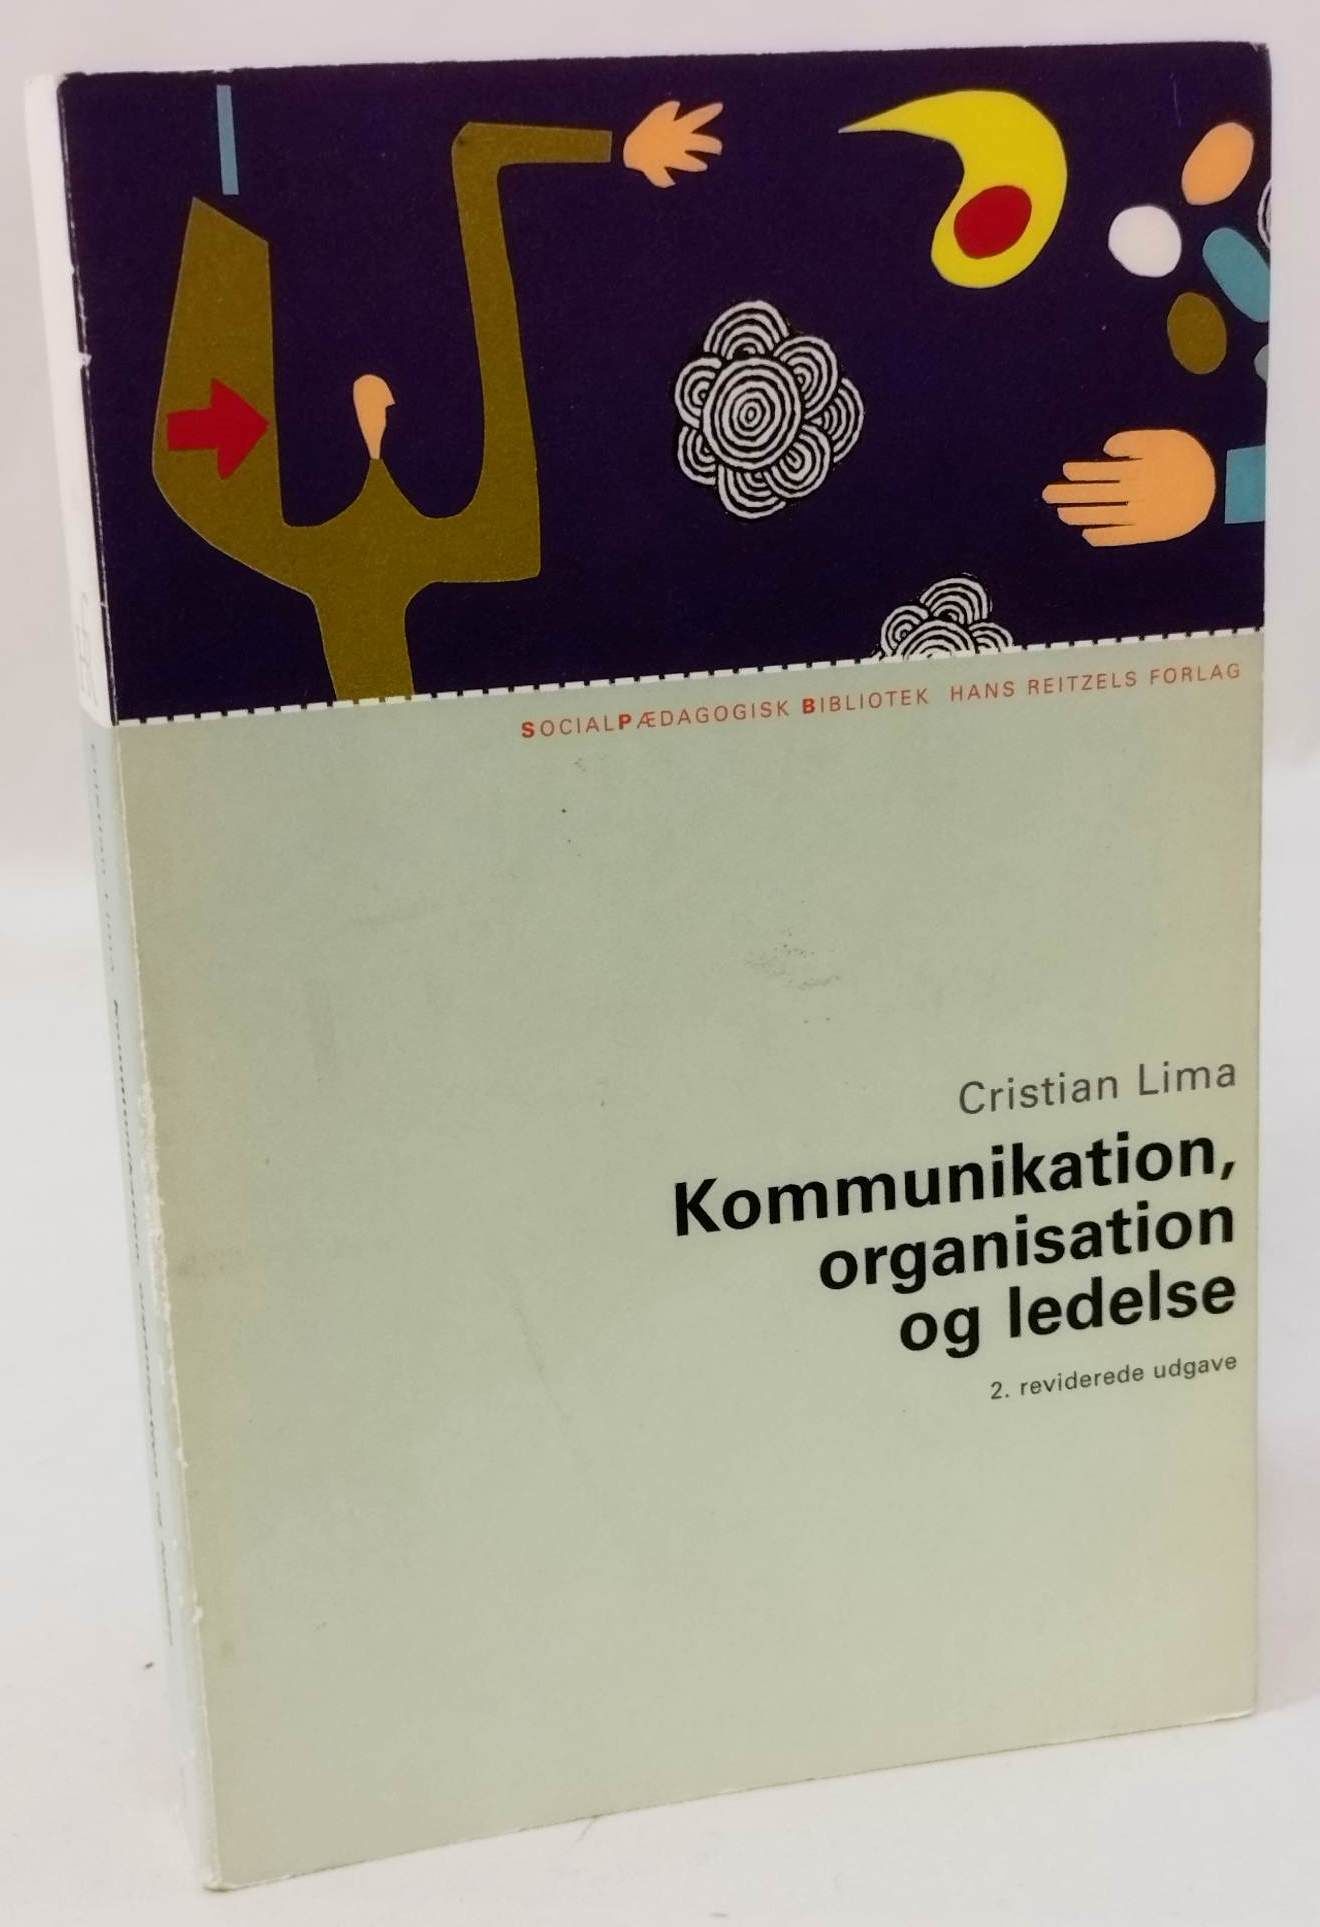 SOCIALPÆDAGOGISK BIBLIOTEK HANS REITZELS FORLAG
Cristian Lima
Kommunikation,
organisation
og ledelse
2. reviderede udgave